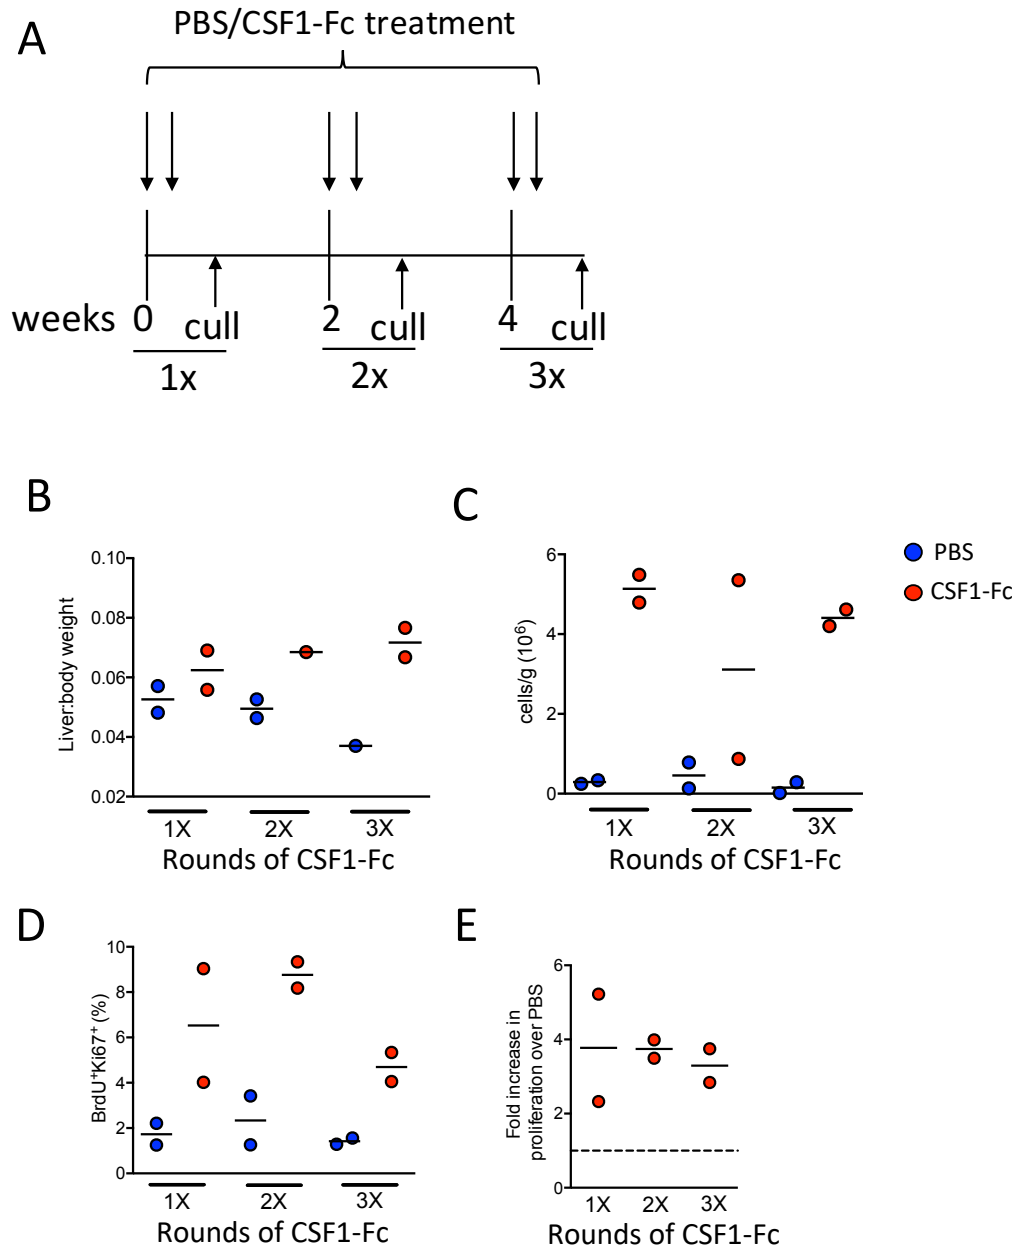 A
PBS/CSF1-Fc treatment
weeks 0 cull 2 cull 4 cull
1x 2x 3x
B
Liver:body weight
0.10
0.08
0.06
0.04
0.02
1X 2X 3X
Rounds of CSF1-Fc
C
cells/g (10⁶)
6
4
2
0
1X 2X 3X
Rounds of CSF1-Fc
PBS
CSF1-Fc
D
BrdU⁺Ki67⁺ (%)
10
8
6
4
2
0
1X 2X 3X
Rounds of CSF1-Fc
E
Fold increase in
proliferation over PBS
6
4
2
0
1X 2X 3X
Rounds of CSF1-Fc